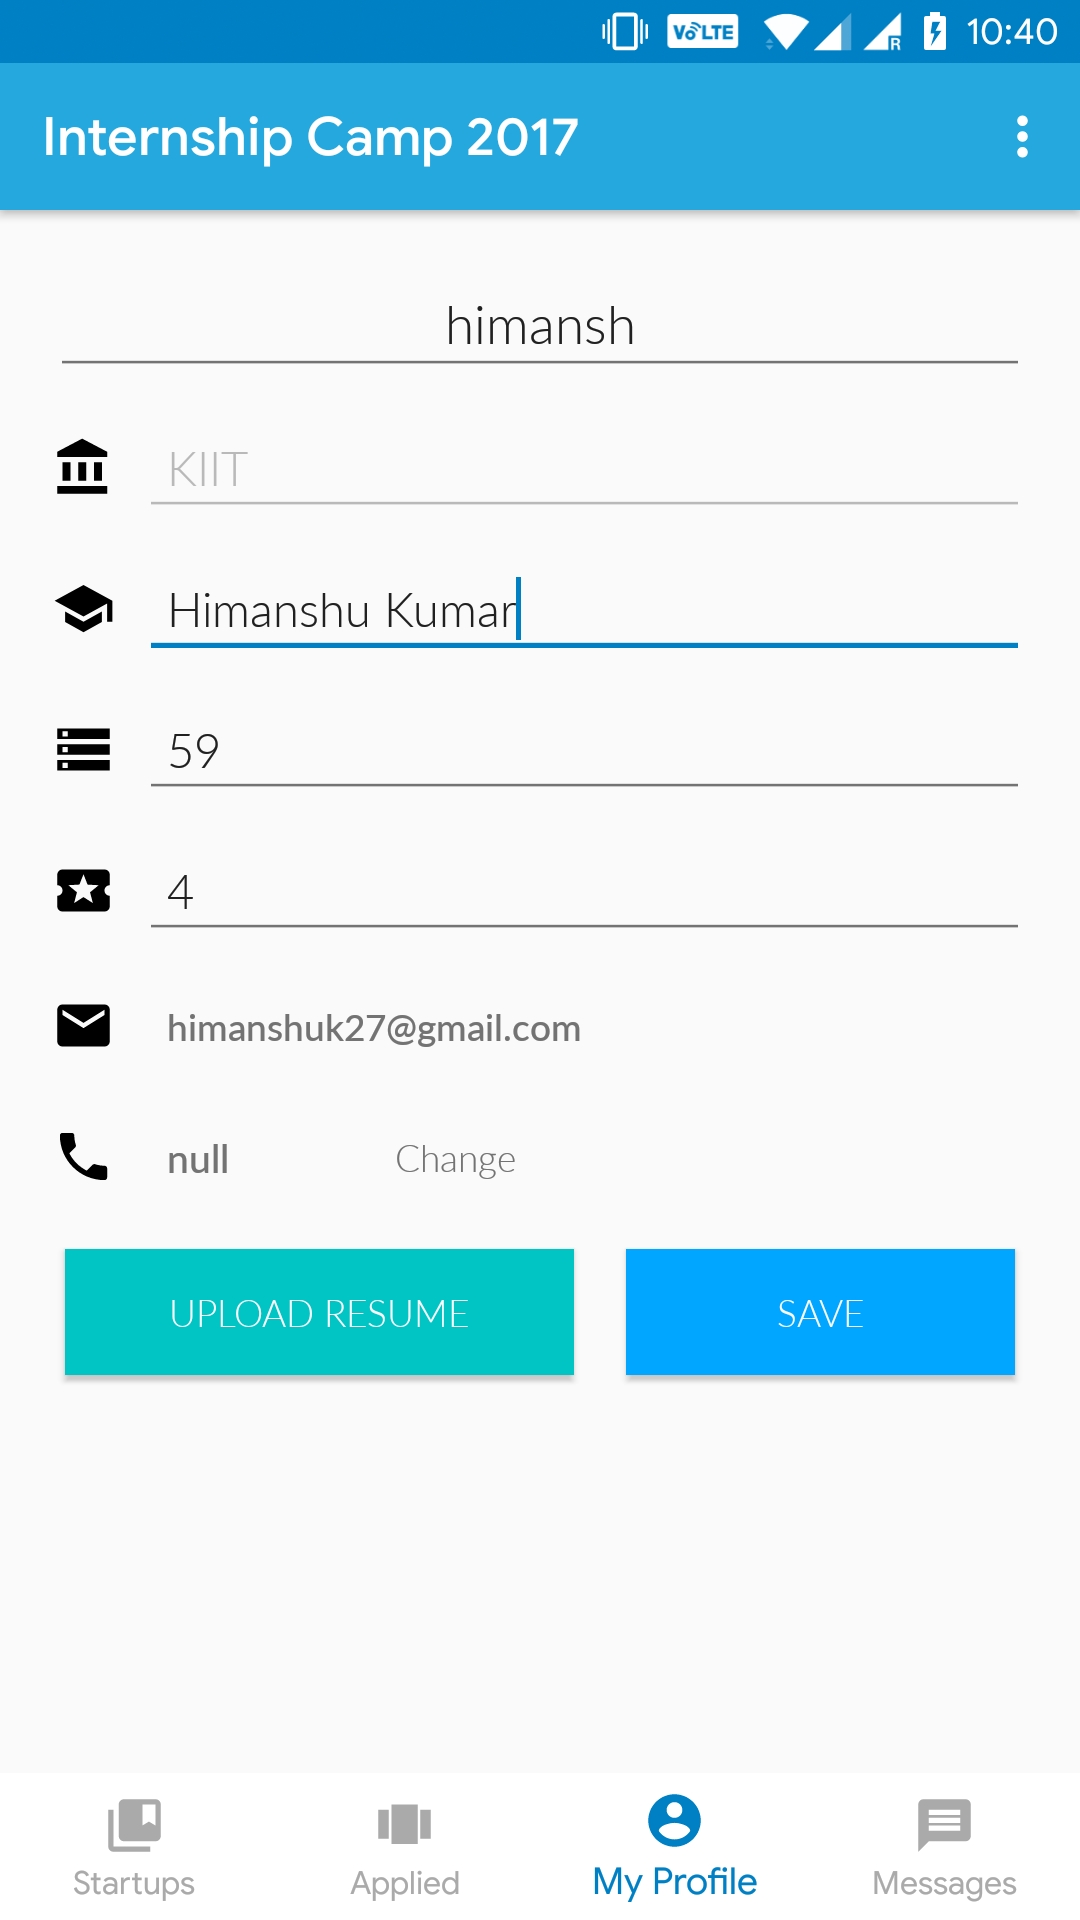 VoLTE R 10:40
Internship Camp 2017
himansh
KIIT
Himanshu Kumar
59
4
himanshuk27@gmail.com
null Change
UPLOAD RESUME SAVE
Startups Applied My Profile Messages